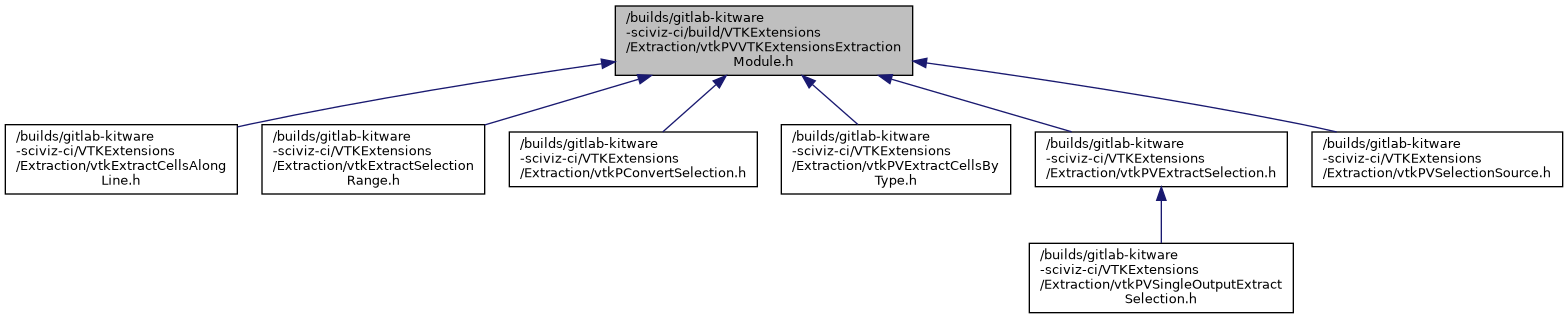 /builds/gitlab-kitware
-sciviz-ci/build/VTKExtensions
/Extraction/vtkPVVTKExtensionsExtraction
Module.h
/builds/gitlab-kitware
-sciviz-ci/VTKExtensions
/Extraction/vtkExtractCellsAlong
Line.h
/builds/gitlab-kitware
-sciviz-ci/VTKExtensions
/Extraction/vtkExtractSelection
Range.h
/builds/gitlab-kitware
-sciviz-ci/VTKExtensions
/Extraction/vtkPConvertSelection.h
/builds/gitlab-kitware
-sciviz-ci/VTKExtensions
/Extraction/vtkPVExtractCellsBy
Type.h
/builds/gitlab-kitware
-sciviz-ci/VTKExtensions
/Extraction/vtkPVExtractSelection.h
/builds/gitlab-kitware
-sciviz-ci/VTKExtensions
/Extraction/vtkPVSelectionSource.h
/builds/gitlab-kitware
-sciviz-ci/VTKExtensions
/Extraction/vtkPVSingleOutputExtract
Selection.h